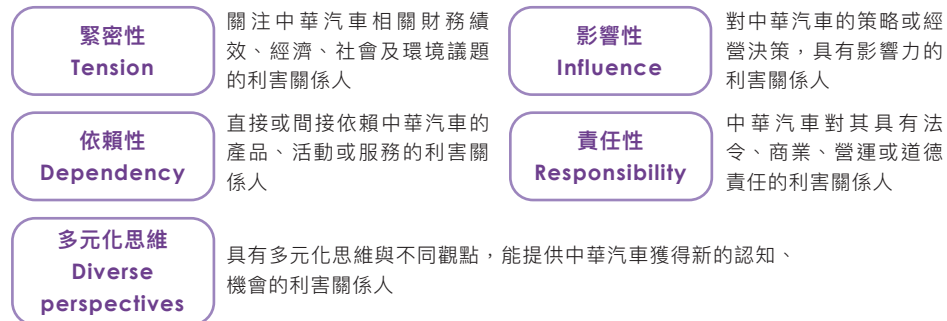 緊密性
Tension
關注中華汽車相關財務績
效、經濟、社會及環境議題
的利害關係人
影響性
Influence
對中華汽車的策略或經
營決策，具有影響力的
利害關係人
依賴性
Dependency
直接或間接依賴中華汽車的
產品、活動或服務的利害關
係人
責任性
Responsibility
中華汽車對其具有法
令、商業、營運或道德
責任的利害關係人
多元化思維
Diverse
perspectives
具有多元化思維與不同觀點，能提供中華汽車獲得新的認知、
機會的利害關係人